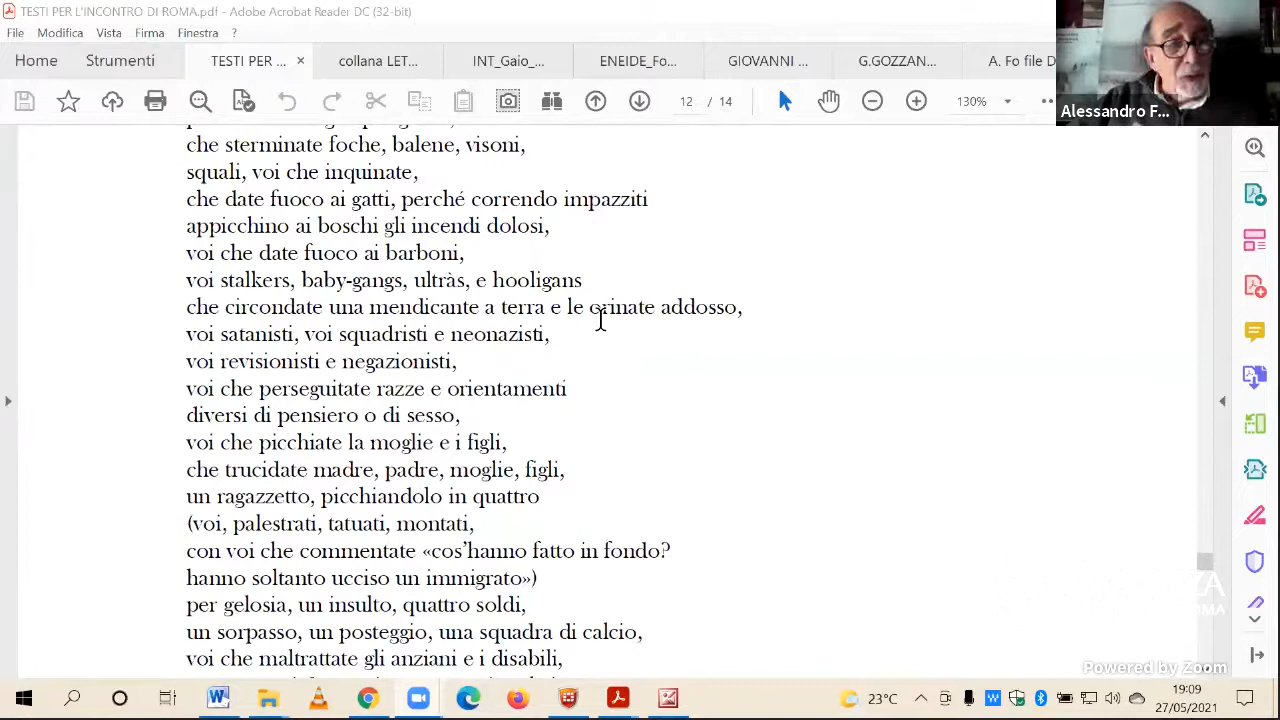 TESTI PER L'INCONTRO DI ROMA.pdf - Adobe Acrobat Reader DC (32-bit)
File Modifica Vista Firma Finestra ?
Home Strumenti TESTI PER ... × collana LET... INT_Gaio_... ENEIDE_Fo... GIOVANNI ... G.GOZZAN... A. Fo file D
12 / 14 130%
Alessandro F...
che sterminate foche, balene, visoni,
squali, voi che inquinate,
che date fuoco ai gatti, perché correndo impazziti
appicchino ai boschi gli incendi dolosi,
voi che date fuoco ai barboni,
voi stalkers, baby-gangs, ultràs, e hooligans
che circondate una mendicante a terra e le orinate addosso,
voi satanisti, voi squadristi e neonazisti,
voi revisionisti e negazionisti,
voi che perseguitate razze e orientamenti
diversi di pensiero o di sesso,
voi che picchiate la moglie e i figli,
che trucidate madre, padre, moglie, figli,
un ragazzetto, picchiandolo in quattro
(voi, palestrati, tatuati, montati,
con voi che commentate «cos'hanno fatto in fondo?
hanno soltanto ucciso un immigrato»)
per gelosia, un insulto, quattro soldi,
un sorpasso, un posteggio, una squadra di calcio,
voi che maltrattate gli anziani e i disabili,
Powered by Zoom
23°C
19:09
27/05/2021